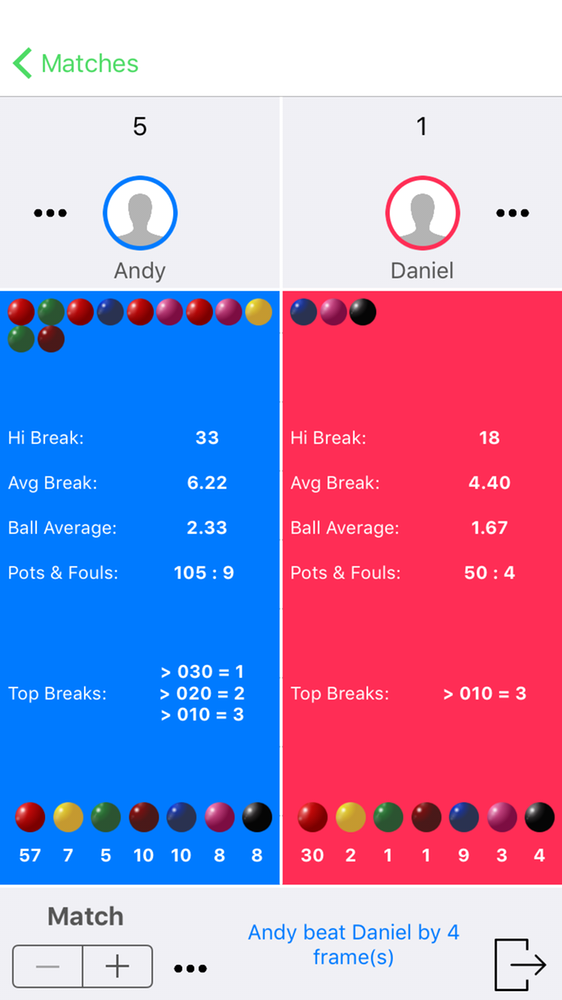 Matches
5
1
Andy
Daniel
Hi Break: 33
Avg Break: 6.22
Ball Average: 2.33
Pots & Fouls: 105 : 9
Top Breaks:
> 030 = 1
> 020 = 2
> 010 = 3
57 7 5 10 10 8 8
Hi Break: 18
Avg Break: 4.40
Ball Average: 1.67
Pots & Fouls: 50 : 4
Top Breaks: > 010 = 3
30 2 1 1 9 3 4
Match
Andy beat Daniel by 4
frame(s)